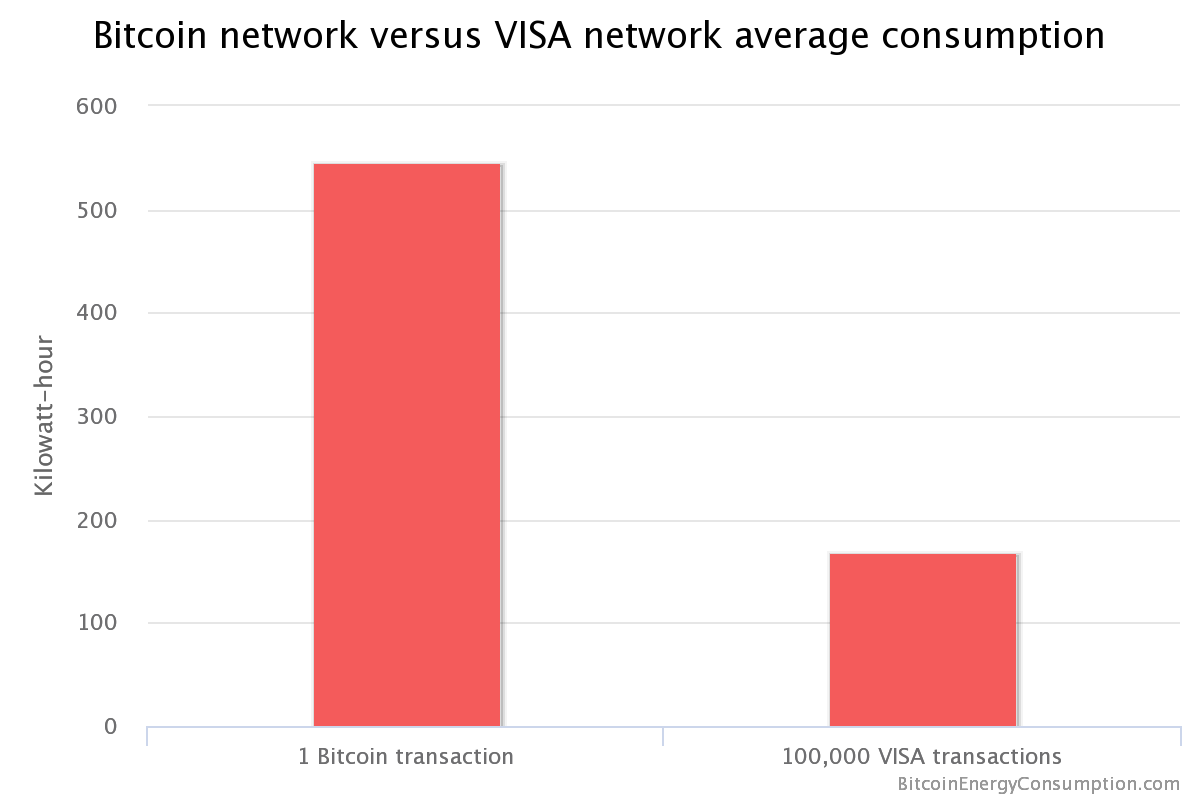 Bitcoin network versus VISA network average consumption
600
500
400
300
200
100
0
Kilowatt-hour
1 Bitcoin transaction
100,000 VISA transactions
BitcoinEnergyConsumption.com